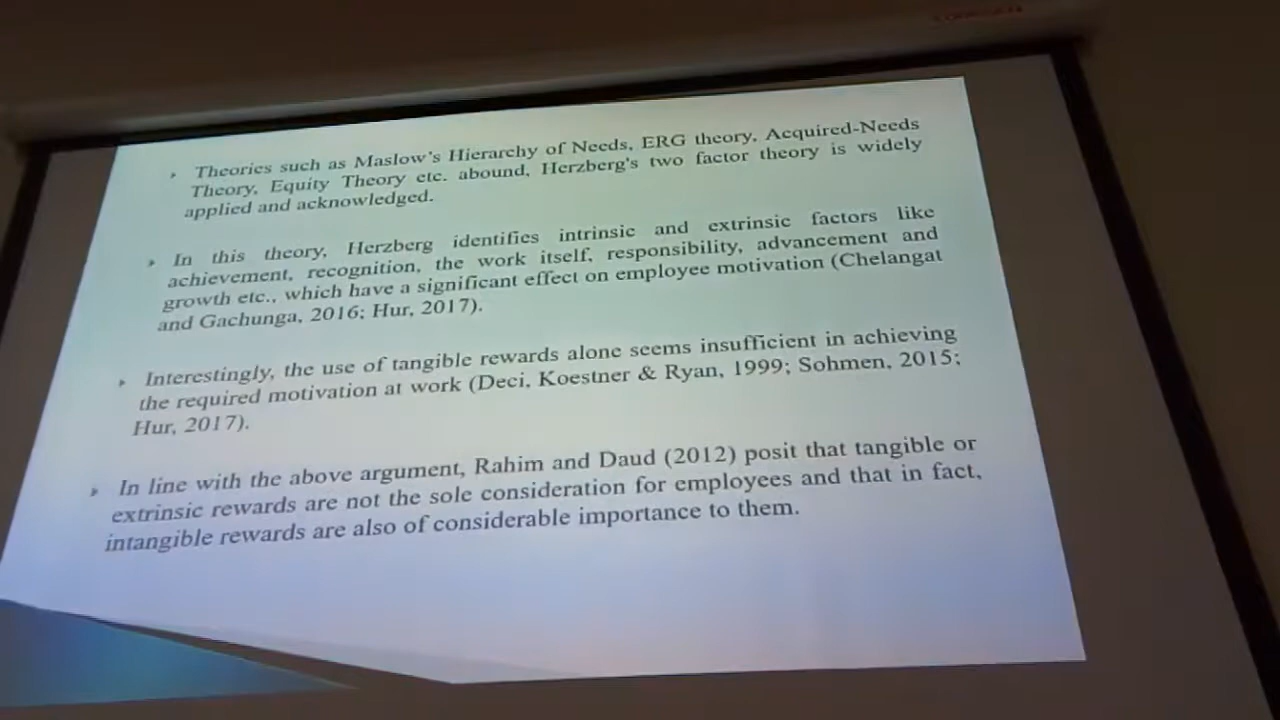 Theories such as Maslow's Hierarchy of Needs, ERG theory, Acquired-Needs
Theory, Equity Theory etc. abound, Herzberg's two factor theory is widely
applied and acknowledged.
In this theory, Herzberg identifies intrinsic and extrinsic factors like
achievement, recognition, the work itself, responsibility, advancement and
growth etc., which have a significant effect on employee motivation (Chelangat
and Gachunga, 2016; Hur, 2017).
Interestingly, the use of tangible rewards alone seems insufficient in achieving
the required motivation at work (Deci, Koestner & Ryan, 1999; Sohmen, 2015;
Hur, 2017).
In line with the above argument, Rahim and Daud (2012) posit that tangible or
extrinsic rewards are not the sole consideration for employees and that in fact,
intangible rewards are also of considerable importance to them.